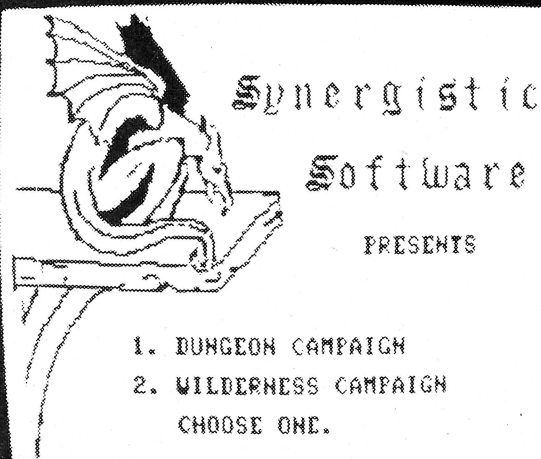 Synergistic
Software
PRESENTS
1. DUNGEON CAMPAIGN
2. WILDERNESS CAMPAIGN
CHOOSE ONE.